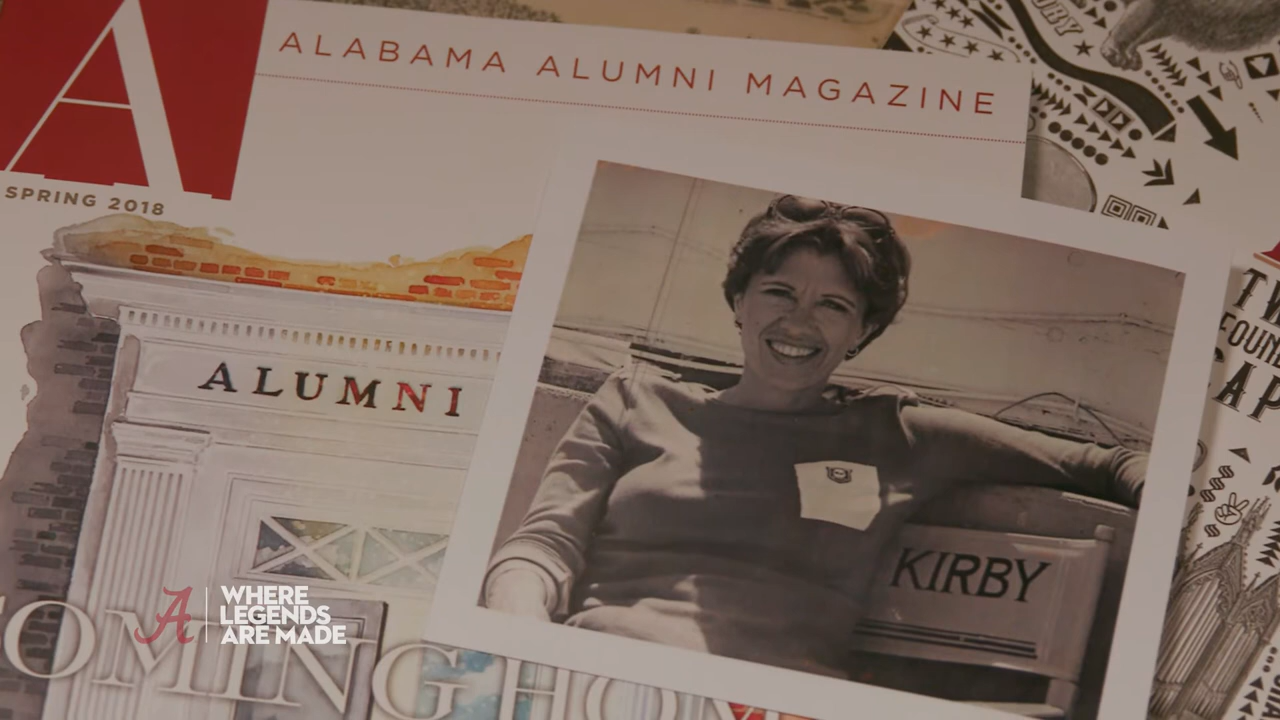 A
ALABAMA ALUMNI MAGAZINE
SPRING 2018
ALUMNI
KIRBY
A
WHERE
LEGENDS
ARE MADE